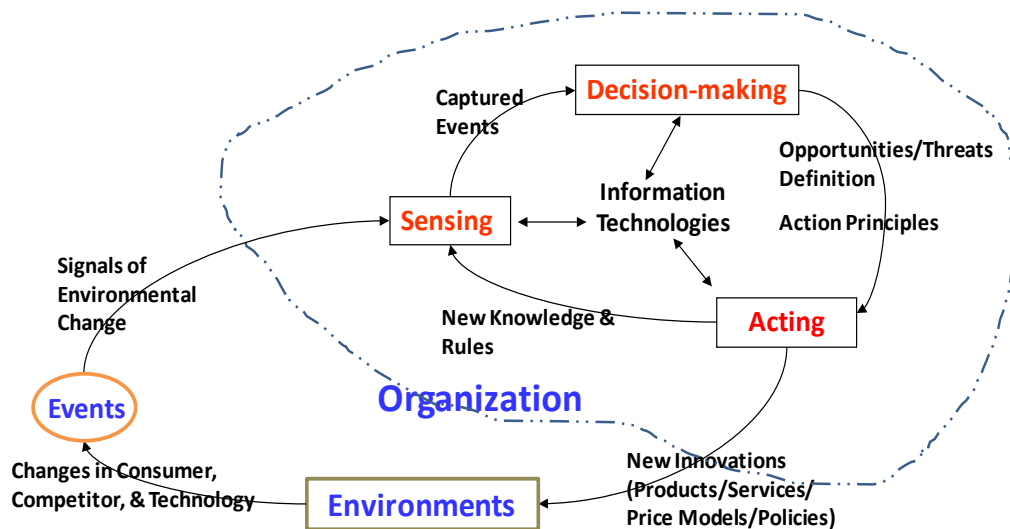 Captured
Events
Decision-making
Opportunities/Threats
Definition
Action Principles
Information
Technologies
Sensing
Signals of
Environmental
Change
New Knowledge &
Rules
Acting
Organization
Events
Changes in Consumer,
Competitor, & Technology
Environments
New Innovations
(Products/Services/
Price Models/Policies)